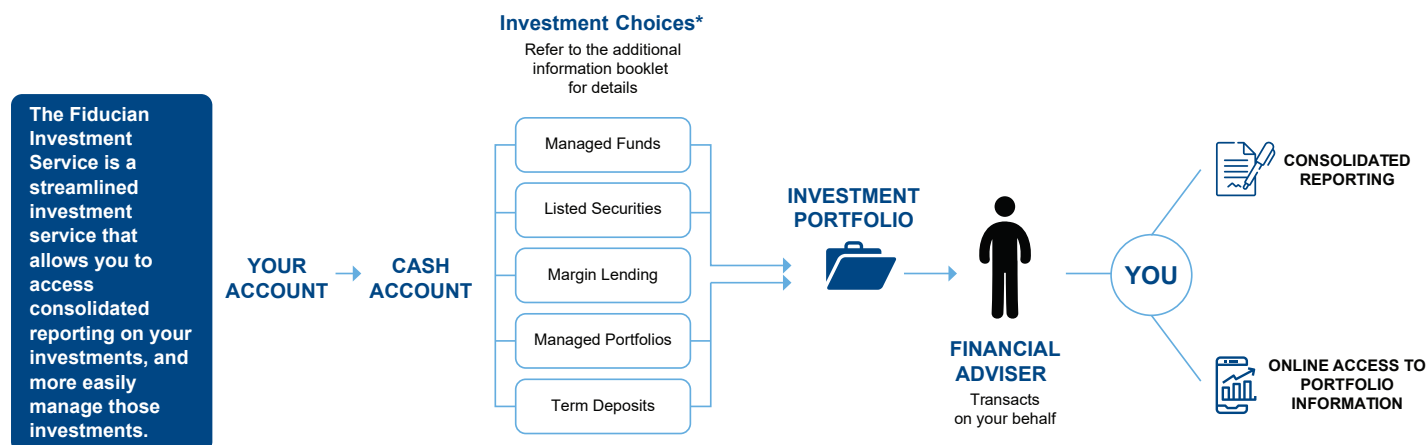 The Fiducian
Investment
Service is a
streamlined
investment
service that
allows you to
access
consolidated
reporting on your
investments, and
more easily
manage those
investments.
YOUR
ACCOUNT
CASH
ACCOUNT
Investment Choices*
Refer to the additional
information booklet
for details
Managed Funds
Listed Securities
Margin Lending
Managed Portfolios
Term Deposits
INVESTMENT
PORTFOLIO
FINANCIAL
ADVISER
Transacts
on your behalf
YOU
CONSOLIDATED
REPORTING
ONLINE ACCESS TO
PORTFOLIO
INFORMATION